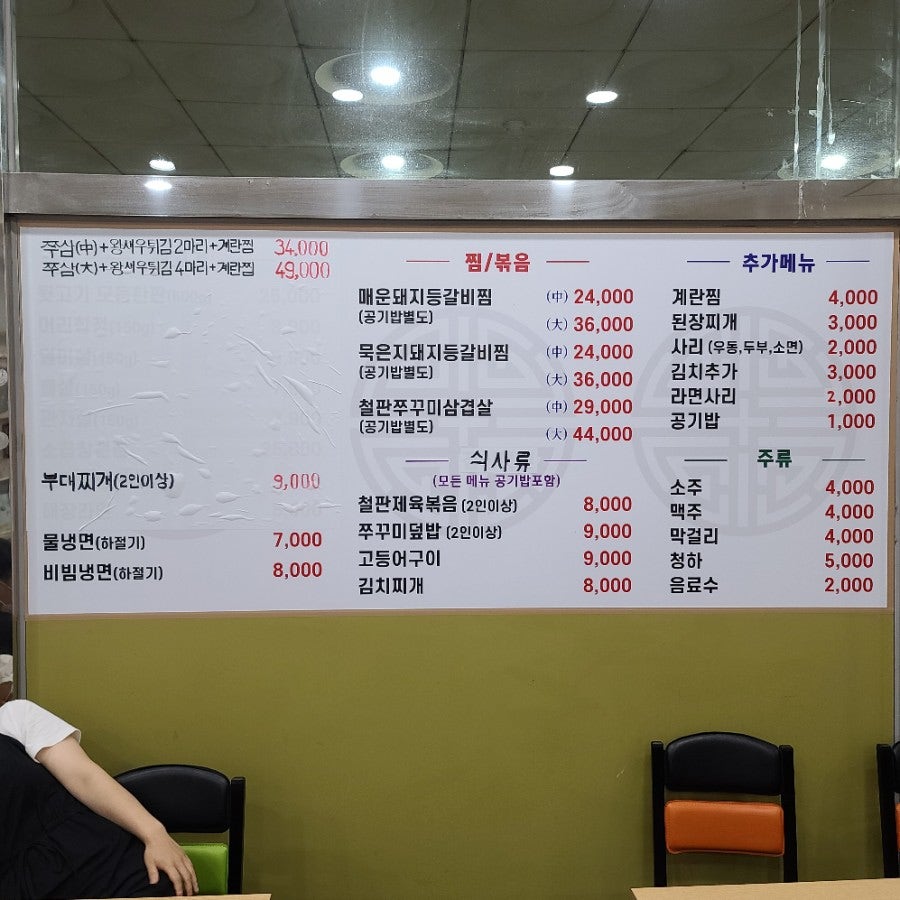 쭈삼(中)+왕새우튀김2마리+계란찜 34,000
쭈삼(大)+왕새우튀김4마리+계란찜 49,000
부대찌개(2인이상) 9,000
물냉면(하절기) 7,000
비빔냉면(하절기) 8,000
찜/볶음
매운돼지등갈비찜 (中) 24,000
(공기밥별도) (大) 36,000
묵은지돼지등갈비찜 (中) 24,000
(공기밥별도) (大) 36,000
철판쭈꾸미삼겹살 (中) 29,000
(공기밥별도) (大) 44,000
식사류
(모든 메뉴 공기밥포함)
철판제육볶음 (2인이상) 8,000
쭈꾸미덮밥 (2인이상) 9,000
고등어구이 9,000
김치찌개 8,000
추가메뉴
계란찜 4,000
된장찌개 3,000
사리 (우동,두부,소면) 2,000
김치추가 3,000
라면사리 2,000
공기밥 1,000
주류
소주 4,000
맥주 4,000
막걸리 4,000
청하 5,000
음료수 2,000